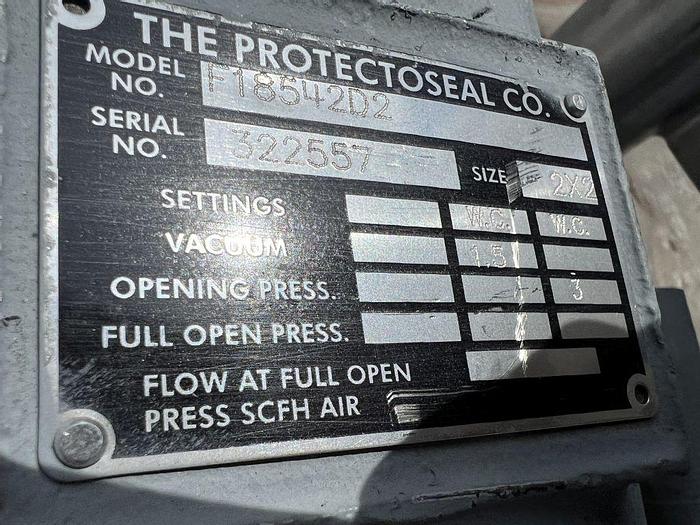 THE PROTECTOSEAL CO.
MODEL NO. F18542D2
SERIAL NO. 322557 SIZE 2X2
SETTINGS W.C. W.C.
VACUUM 1.5
OPENING PRESS. 3
FULL OPEN PRESS.
FLOW AT FULL OPEN
PRESS SCFH AIR